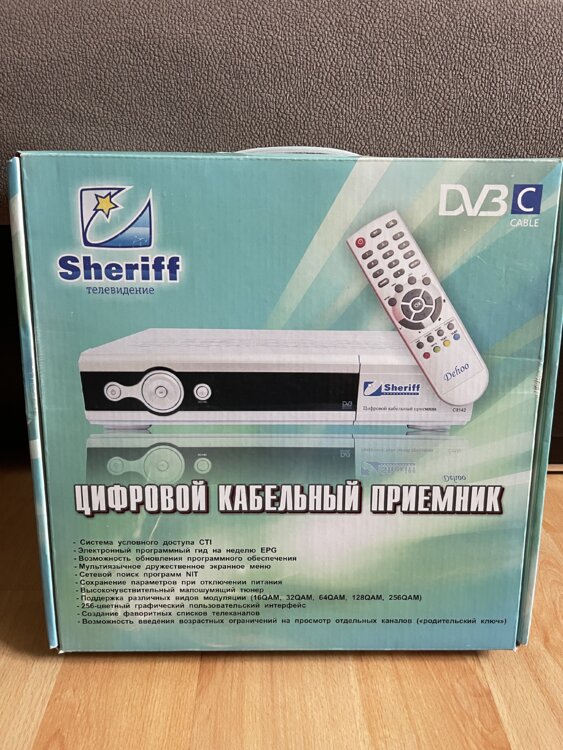 DVB C
CABLE
Sheriff
телевидение
Dehoo
Sheriff
Цифровой кабельный приемник
DVB
ЦИФРОВОЙ КАБЕЛЬНЫЙ ПРИЕМНИК
- Система условного доступа CTI
- Электронный программный гид на неделю EPG
- Возможность обновления программного обеспечения
- Мультиязычное дружественное экранное меню
- Сетевой поиск программ NIT
- Сохранение параметров при отключении питания
- Высокочувствительный малошумящий тюнер
- Поддержка различных видов модуляции (16QAM, 32QAM, 64QAM, 128QAM, 256QAM)
- 256-цветный графический пользовательский интерфейс
- Создание фаворитных списков телеканалов
- Возможность введения возрастных ограничений на просмотр отдельных каналов («родительский ключ»)